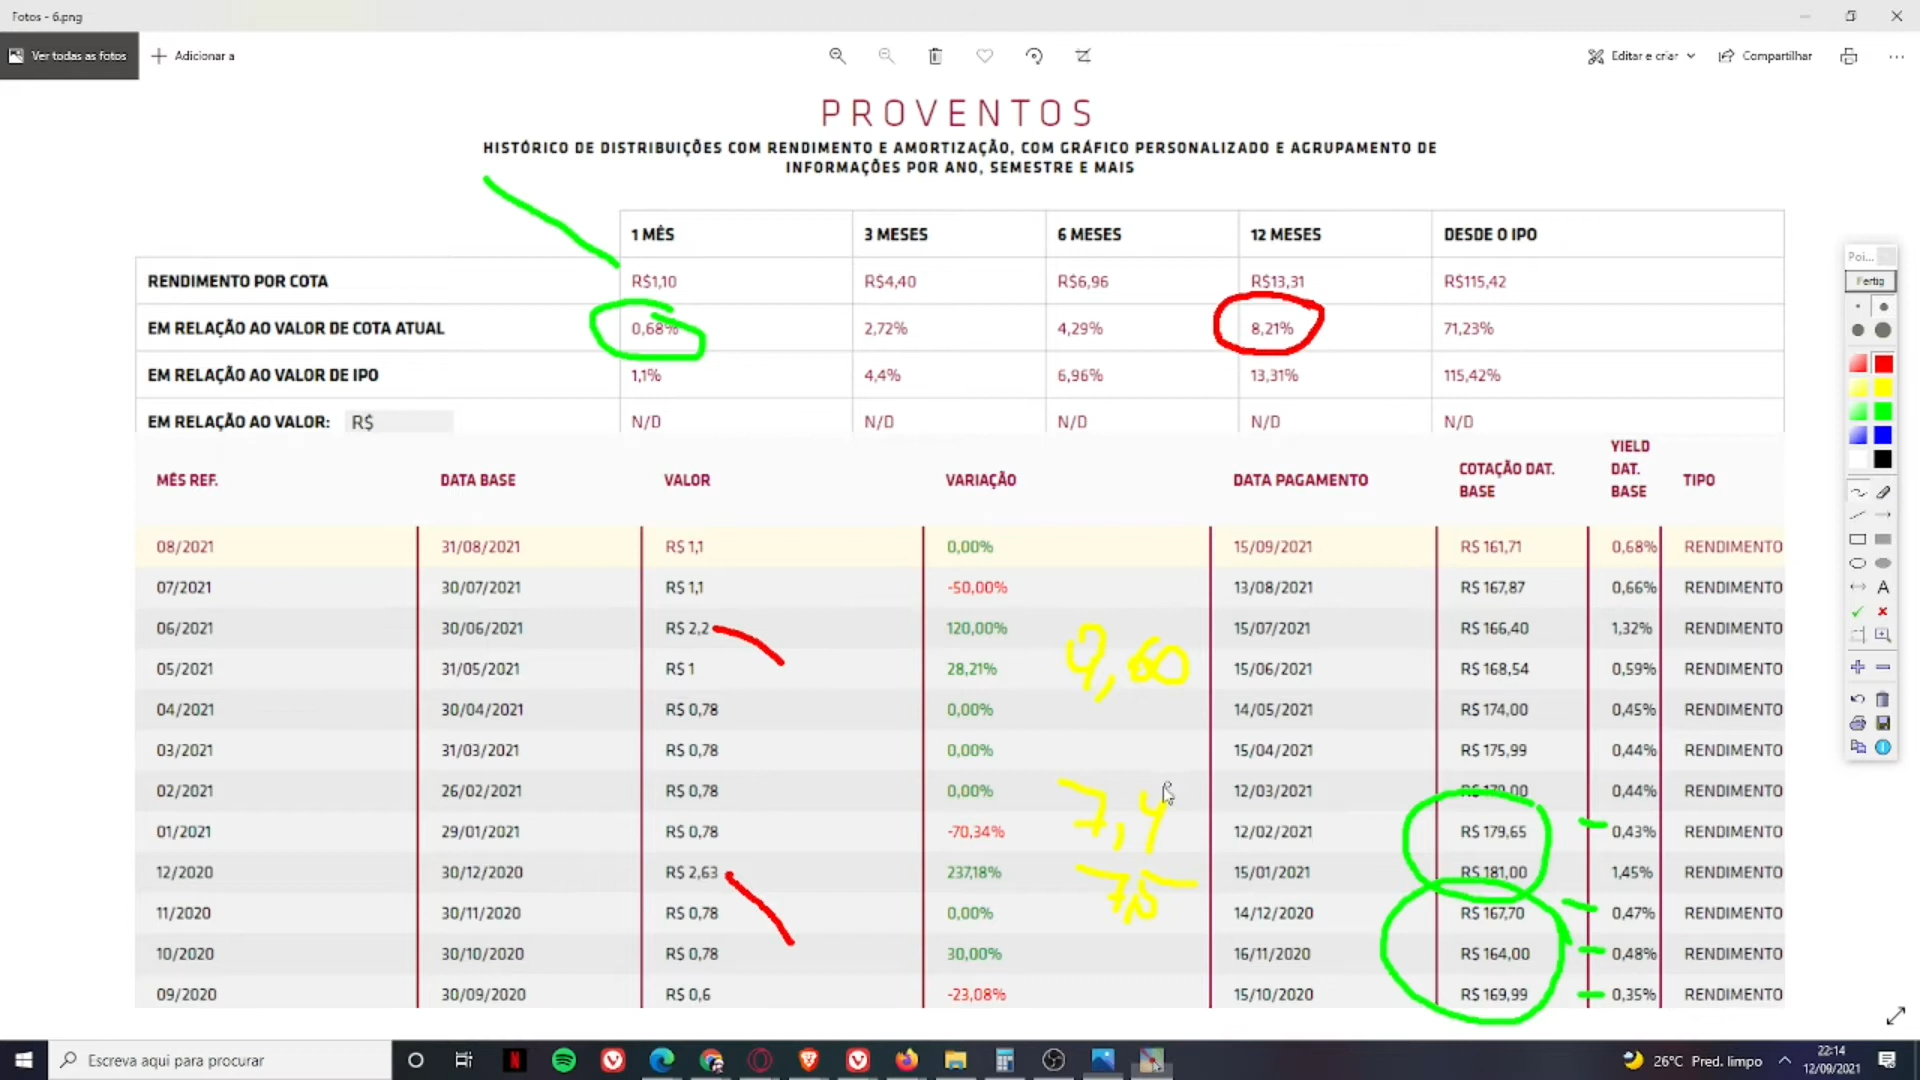 Fotos - 6.png
Ver todas as fotos
Adicionar a
Editar e criar
Compartilhar
PROVENTOS
HISTÓRICO DE DISTRIBUIÇÕES COM RENDIMENTO E AMORTIZAÇÃO, COM GRÁFICO PERSONALIZADO E AGRUPAMENTO DE
INFORMAÇÕES POR ANO, SEMESTRE E MAIS
1 MÊS 3 MESES 6 MESES 12 MESES DESDE O IPO
RENDIMENTO POR COTA R$1,10 R$4,40 R$6,96 R$13,31 R$115,42
EM RELAÇÃO AO VALOR DE COTA ATUAL 0,68% 2,72% 4,29% 8,21% 71,23%
EM RELAÇÃO AO VALOR DE IPO 1,1% 4,4% 6,96% 13,31% 115,42%
EM RELAÇÃO AO VALOR: R$ N/D N/D N/D N/D N/D
MÊS REF. DATA BASE VALOR VARIAÇÃO DATA PAGAMENTO COTAÇÃO DAT. BASE YIELD DAT. BASE TIPO
08/2021 31/08/2021 R$ 1,1 0,00% 15/09/2021 R$ 161,71 0,68% RENDIMENTO
07/2021 30/07/2021 R$ 1,1 -50,00% 13/08/2021 R$ 167,87 0,66% RENDIMENTO
06/2021 30/06/2021 R$ 2,2 120,00% 15/07/2021 R$ 166,40 1,32% RENDIMENTO
05/2021 31/05/2021 R$ 1 28,21% 15/06/2021 R$ 168,54 0,59% RENDIMENTO
04/2021 30/04/2021 R$ 0,78 0,00% 14/05/2021 R$ 174,00 0,45% RENDIMENTO
03/2021 31/03/2021 R$ 0,78 0,00% 15/04/2021 R$ 175,99 0,44% RENDIMENTO
02/2021 26/02/2021 R$ 0,78 0,00% 12/03/2021 R$ 179,00 0,44% RENDIMENTO
01/2021 29/01/2021 R$ 0,78 -70,34% 12/02/2021 R$ 179,65 0,43% RENDIMENTO
12/2020 30/12/2020 R$ 2,63 237,18% 15/01/2021 R$ 181,00 1,45% RENDIMENTO
11/2020 30/11/2020 R$ 0,78 0,00% 14/12/2020 R$ 167,70 0,47% RENDIMENTO
10/2020 30/10/2020 R$ 0,78 30,00% 16/11/2020 R$ 164,00 0,48% RENDIMENTO
09/2020 30/09/2020 R$ 0,6 -23,08% 15/10/2020 R$ 169,99 0,35% RENDIMENTO
7,4
7,5
Poi...
Fertig
A
Escreva aqui para procurar
26°C Pred. limpo
22:14
12/09/2021